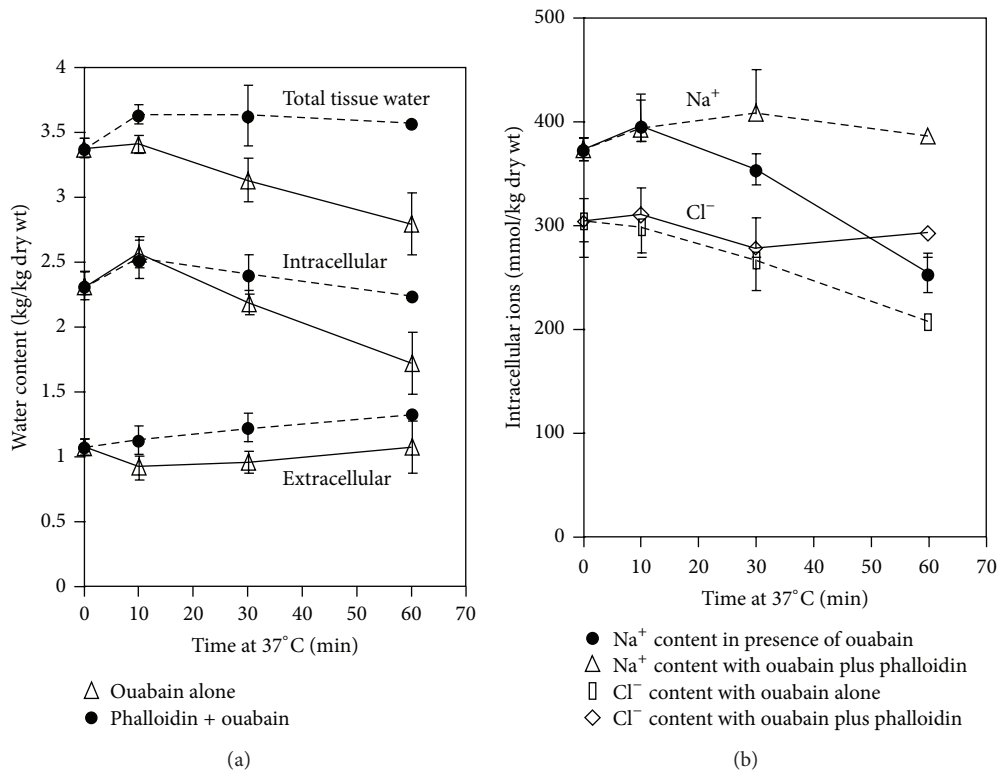 4
3.5
3
2.5
2
1.5
1
0.5
0
Water content (kg/kg dry wt)
Total tissue water
Intracellular
Extracellular
0 10 20 30 40 50 60 70
Time at 37°C (min)
Ouabain alone
Phalloidin + ouabain
(a)
500
400
300
200
100
0
Intracellular ions (mmol/kg dry wt)
Na⁺
Cl⁻
0 10 20 30 40 50 60 70
Time at 37°C (min)
Na⁺ content in presence of ouabain
Na⁺ content with ouabain plus phalloidin
Cl⁻ content with ouabain alone
Cl⁻ content with ouabain plus phalloidin
(b)